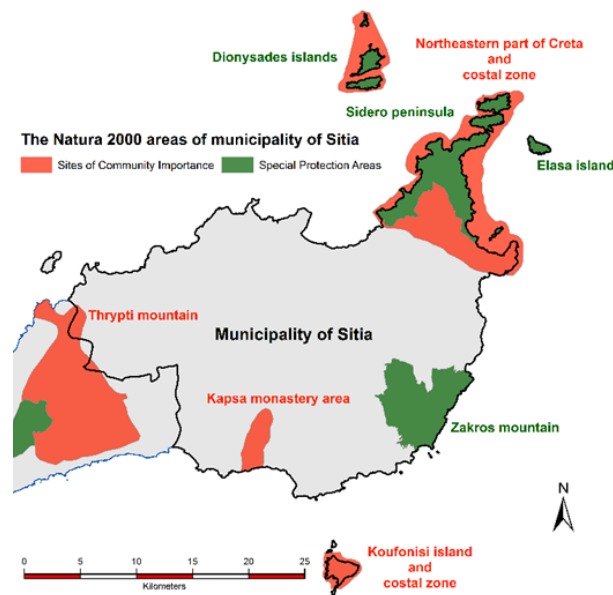 Dionysades islands
Northeastern part of Creta
and
costal zone
Sidero peninsula
The Natura 2000 areas of municipality of Sitia
Sites of Community Importance
Special Protection Areas
Elasa island
Thrypti mountain
Municipality of Sitia
Kapsa monastery area
Zakros mountain
N
Koufonisi island
and
costal zone
0 5 10 15 20 25
Kilometers